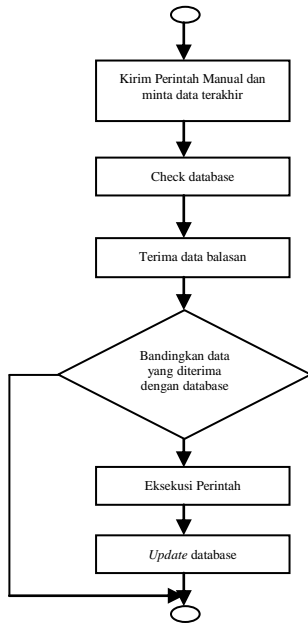 Kirim Perintah Manual dan
minta data terakhir
Check database
Terima data balasan
Bandingkan data
yang diterima
dengan database
Eksekusi Perintah
Update database